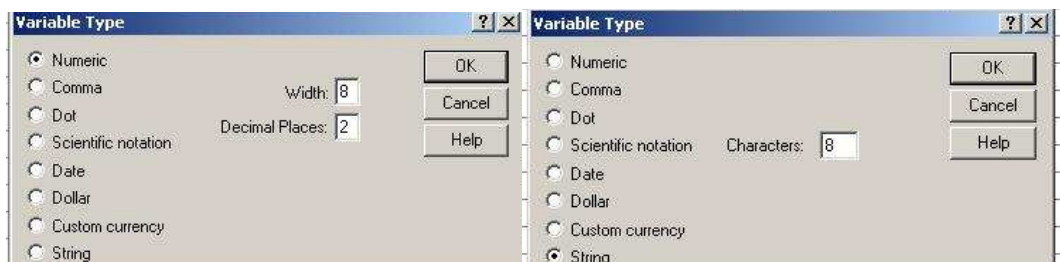 Variable Type
Numeric
OK
Comma
Width: 8
Cancel
Dot
Decimal Places: 2
Scientific notation
Help
Date
Dollar
Custom currency
String
Variable Type
Numeric
OK
Comma
Cancel
Dot
Scientific notation Characters: 8
Help
Date
Dollar
Custom currency
String